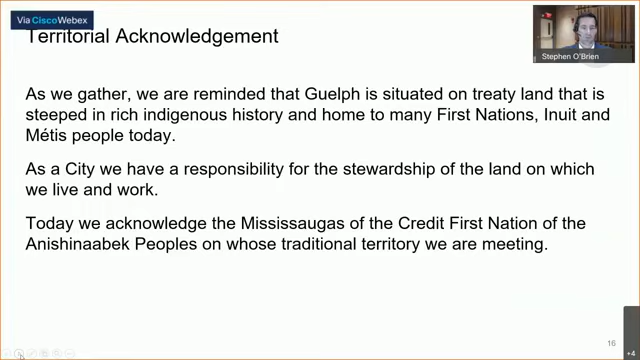 Via Cisco Webex
Territorial Acknowledgement
Stephen O'Brien
As we gather, we are reminded that Guelph is situated on treaty land that is
steeped in rich indigenous history and home to many First Nations, Inuit and
Métis people today.
As a City we have a responsibility for the stewardship of the land on which
we live and work.
Today we acknowledge the Mississaugas of the Credit First Nation of the
Anishinaabek Peoples on whose traditional territory we are meeting.
16
+4